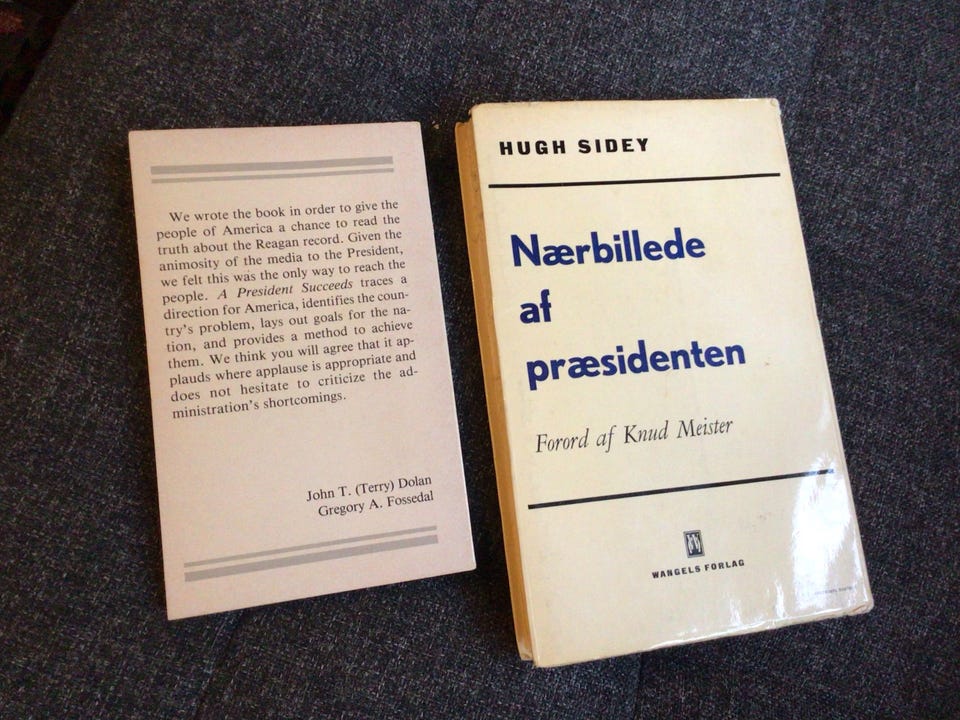 We wrote the book in order to give the
people of America a chance to read the
truth about the Reagan record. Given the
animosity of the media to the President,
we felt this was the only way to reach the
people. A President Succeeds traces a
direction for America, identifies the coun-
try's problem, lays out goals for the na-
tion, and provides a method to achieve
them. We think you will agree that it ap-
plauds where applause is appropriate and
does not hesitate to criticize the ad-
ministration's shortcomings.
John T. (Terry) Dolan
Gregory A. Fossedal
HUGH SIDEY
Nærbillede
af
præsidenten
Forord af Knud Meister
WANGELS FORLAG